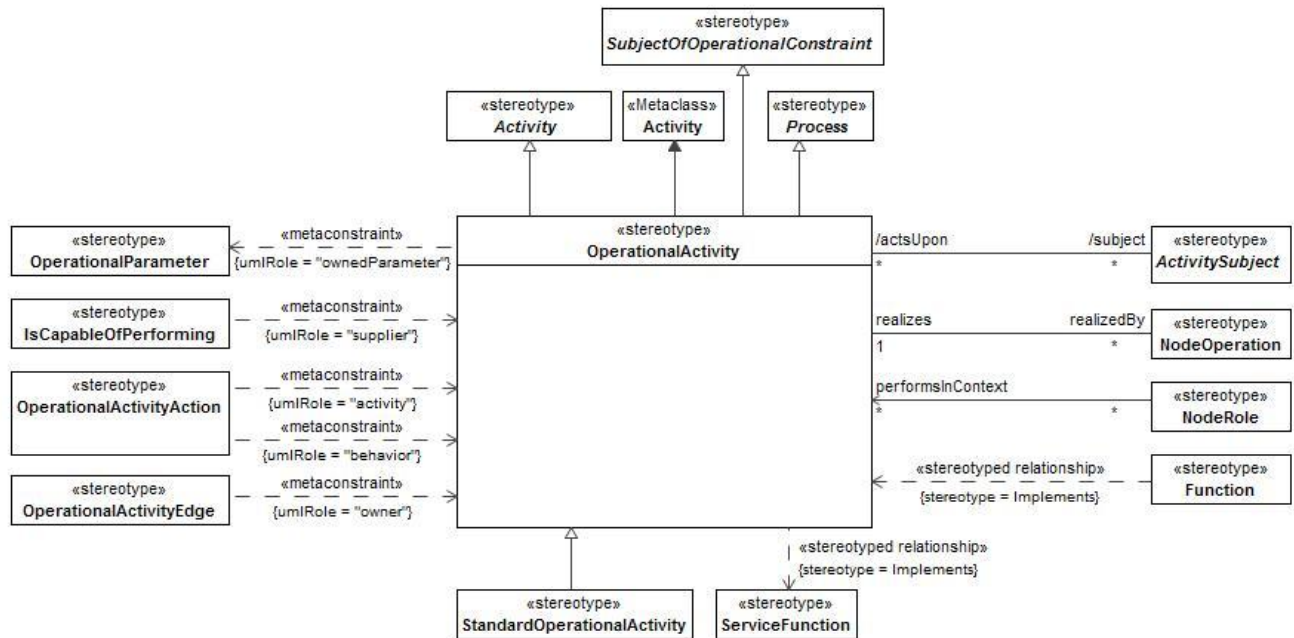 «stereotype»
SubjectOfOperationalConstraint
«stereotype»
Activity
«Metaclass»
Activity
«stereotype»
Process
«stereotype»
OperationalActivity
«stereotype»
OperationalParameter
«metaconstraint»
{umlRole = "ownedParameter"}
«stereotype»
IsCapableOfPerforming
«metaconstraint»
{umlRole = "supplier"}
«stereotype»
OperationalActivityAction
«metaconstraint»
{umlRole = "activity"}
«metaconstraint»
{umlRole = "behavior"}
«stereotype»
OperationalActivityEdge
«metaconstraint»
{umlRole = "owner"}
/actsUpon
*
/subject
*
«stereotype»
ActivitySubject
realizes
1
realizedBy
*
«stereotype»
NodeOperation
performsInContext
*
*
«stereotype»
NodeRole
«stereotyped relationship»
{stereotype = Implements}
«stereotype»
Function
«stereotyped relationship»
{stereotype = Implements}
«stereotype»
StandardOperationalActivity
«stereotype»
ServiceFunction